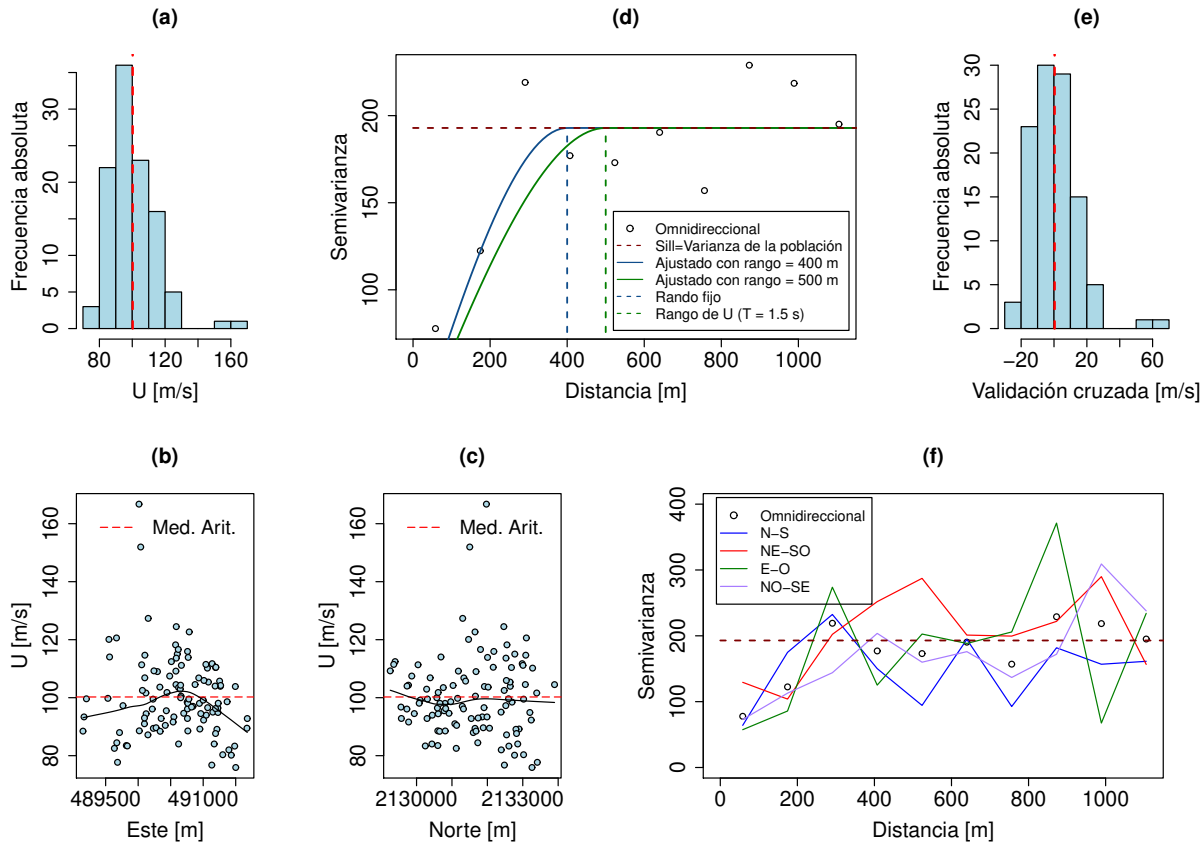 (a)
Frecuencia absoluta
0 5 15 25 35
80 120 160
U [m/s]
(d)
Semivarianza
100 150 200
0 200 400 600 800 1000
Distancia [m]
Omnidireccional
Sill=Varianza de la población
Ajustado con rango = 400 m
Ajustado con rango = 500 m
Rando fijo
Rango de U (T = 1.5 s)
(e)
Frecuencia absoluta
0 5 10 15 20 25 30
−20 20 60
Validación cruzada [m/s]
(b)
U [m/s]
80 100 120 140 160
Med. Arit.
489500 491000
Este [m]
(c)
U [m/s]
80 100 120 140 160
Med. Arit.
2130000 2133000
Norte [m]
(f)
Semivarianza
0 100 200 300 400
Omnidireccional
N−S
NE−SO
E−O
NO−SE
0 200 400 600 800 1000
Distancia [m]